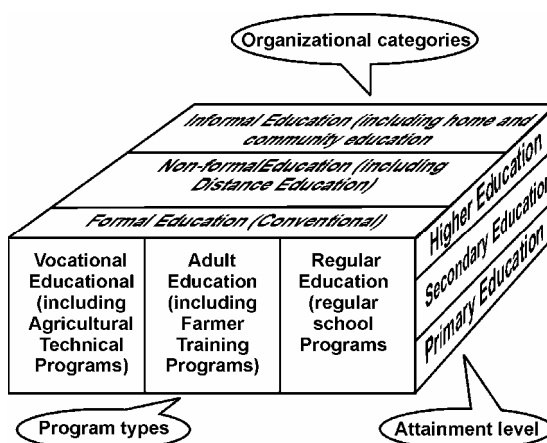 Organizational categories
Informal Education (including home and
community education
Non-formalEducation (including
Distance Education)
Formal Education (Conventional)
Higher Education
Secondary Education
Primary Education
Vocational
Educational
(including
Agricultural
Technical
Programs)
Adult
Education
(including
Farmer
Training
Programs)
Regular
Education
(regular
school
Programs
Program types
Attainment level